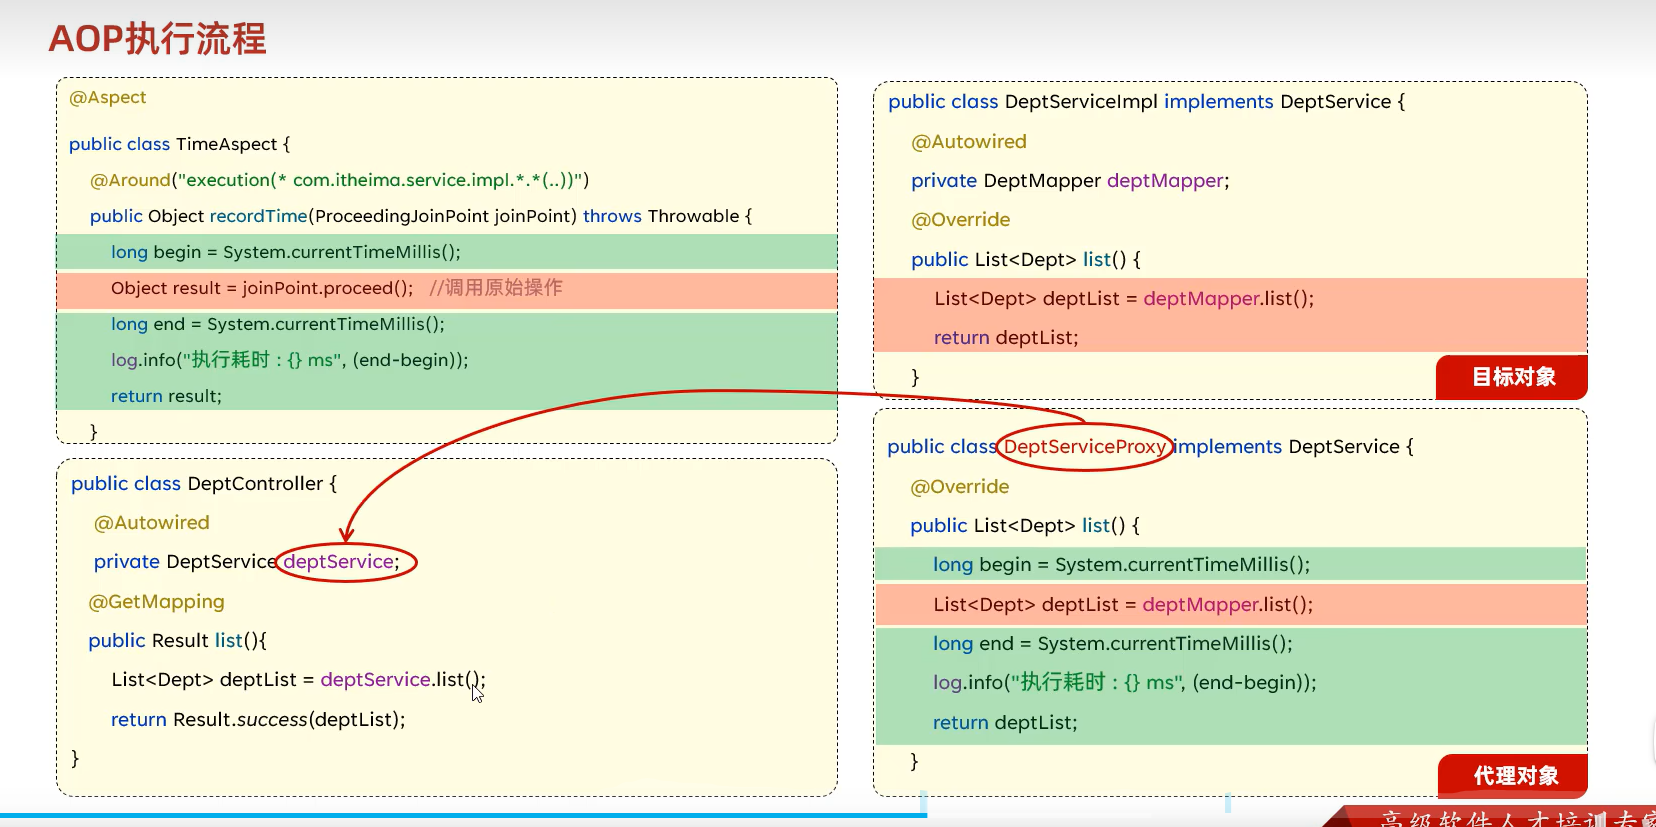 AOP执行流程
@Aspect
public class TimeAspect {
@Around("execution(* com.itheima.service.impl.*.*(..))")
public Object recordTime(ProceedingJoinPoint joinPoint) throws Throwable {
long begin = System.currentTimeMillis();
Object result = joinPoint.proceed(); //调用原始操作
long end = System.currentTimeMillis();
log.info("执行耗时 : {} ms", (end-begin));
return result;
}
public class DeptController {
@Autowired
private DeptService deptService;
@GetMapping
public Result list(){
List<Dept> deptList = deptService.list();
return Result.success(deptList);
}
public class DeptServiceImpl implements DeptService {
@Autowired
private DeptMapper deptMapper;
@Override
public List<Dept> list() {
List<Dept> deptList = deptMapper.list();
return deptList;
}
目标对象
public class DeptServiceProxy implements DeptService {
@Override
public List<Dept> list() {
long begin = System.currentTimeMillis();
List<Dept> deptList = deptMapper.list();
long end = System.currentTimeMillis();
log.info("执行耗时 : {} ms", (end-begin));
return deptList;
}
代理对象
高级软件人才培训专家